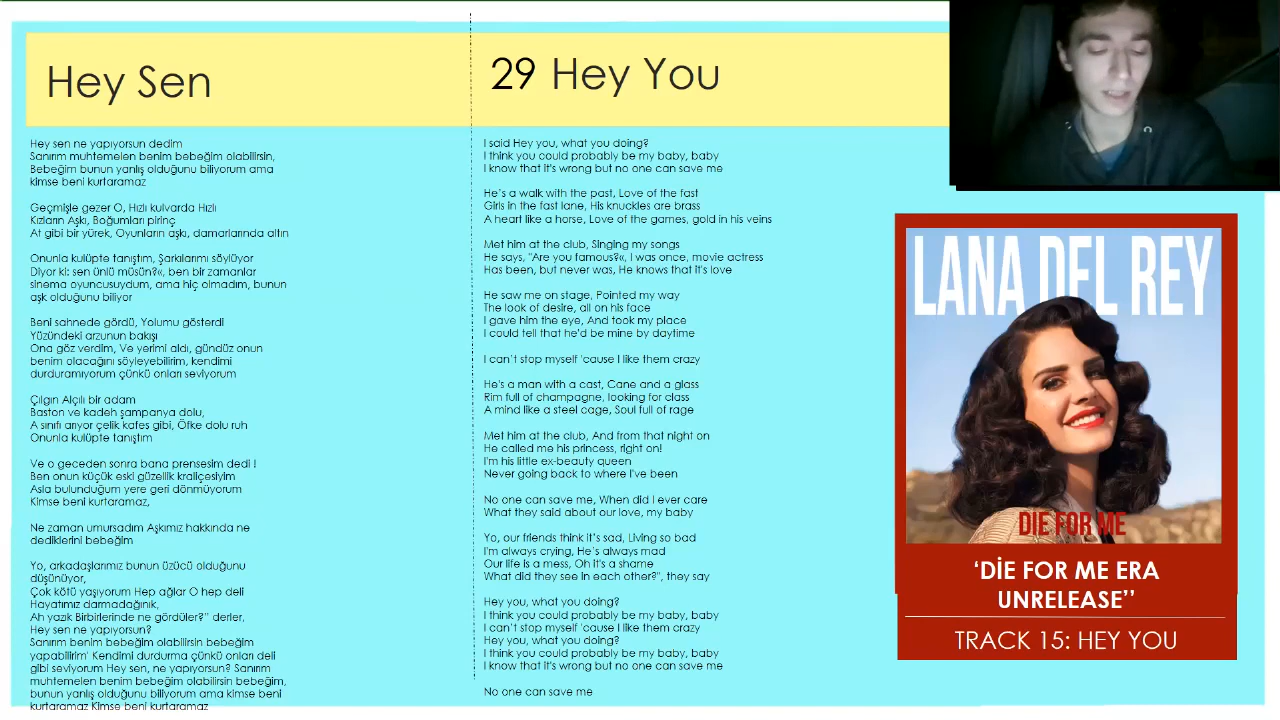 Hey Sen
Hey sen ne yapıyorsun dedim
Sanırım muhtemelen benim bebeğim olabilirsin,
Bebeğim bunun yanlış olduğunu biliyorum ama
kimse beni kurtaramaz
Geçmişle gezer O, Hızlı kulvarda Hızlı
Kızların Aşkı, Boğumları pirinç
At gibi bir yürek, Oyunların aşkı, damarlarında altın
Onunla kulüpte tanıştım, Şarkılarımı söylüyor
Diyor ki: sen ünlü müsün?«, ben bir zamanlar
sinema oyuncusuydum, ama hiç olmadım, bunun
aşk olduğunu biliyor
Beni sahnede gördü, Yolumu gösterdi
Yüzündeki arzunun bakışı
Ona göz verdim, Ve yerimi aldı, gündüz onun
benim olacağını söyleyebilirim, kendimi
durduramıyorum çünkü onları seviyorum
Çılgın Alçılı bir adam
Baston ve kadeh şampanya dolu,
A sınıfı arıyor çelik kafes gibi, Öfke dolu ruh
Onunla kulüpte tanıştım
Ve o geceden sonra bana prensesim dedi !
Ben onun küçük eski güzellik kraliçesiyim
Asla bulunduğum yere geri dönmüyorum
Kimse beni kurtaramaz,
Ne zaman umursadım Aşkımız hakkında ne
dediklerini bebeğim
Yo, arkadaşlarımız bunun üzücü olduğunu
düşünüyor,
Çok kötü yaşıyorum Hep ağlar O hep deli
Hayatımız darmadağınık,
Ah yazık Birbirlerinde ne gördüler?" derler,
Hey sen ne yapıyorsun?
Sanırım benim bebeğim olabilirsin bebeğim
yapabilirim' Kendimi durdurma çünkü onları deli
gibi seviyorum Hey sen, ne yapıyorsun? Sanırım
muhtemelen benim bebeğim olabilirsin bebeğim,
bunun yanlış olduğunu biliyorum ama kimse beni
kurtaramaz Kimse beni kurtaramaz
29 Hey You
I said Hey you, what you doing?
I think you could probably be my baby, baby
I know that it's wrong but no one can save me
He's a walk with the past, Love of the fast
Girls in the fast lane, His knuckles are brass
A heart like a horse, Love of the games, gold in his veins
Met him at the club, Singing my songs
He says, "Are you famous?«, I was once, movie actress
Has been, but never was, He knows that it's love
He saw me on stage, Pointed my way
The look of desire, all on his face
I gave him the eye, And took my place
I could tell that he'd be mine by daytime
I can't stop myself 'cause I like them crazy
He's a man with a cast, Cane and a glass
Rim full of champagne, looking for class
A mind like a steel cage, Soul full of rage
Met him at the club, And from that night on
He called me his princess, right on!
I'm his little ex-beauty queen
Never going back to where I've been
No one can save me, When did I ever care
What they said about our love, my baby
Yo, our friends think it's sad, Living so bad
I'm always crying, He's always mad
Our life is a mess, Oh it's a shame
What did they see in each other?", they say
Hey you, what you doing?
I think you could probably be my baby, baby
I can't stop myself 'cause I like them crazy
Hey you, what you doing?
I think you could probably be my baby, baby
I know that it's wrong but no one can save me
No one can save me
LANA DEL REY
DIE FOR ME
'DİE FOR ME ERA
UNRELEASE''
TRACK 15: HEY YOU